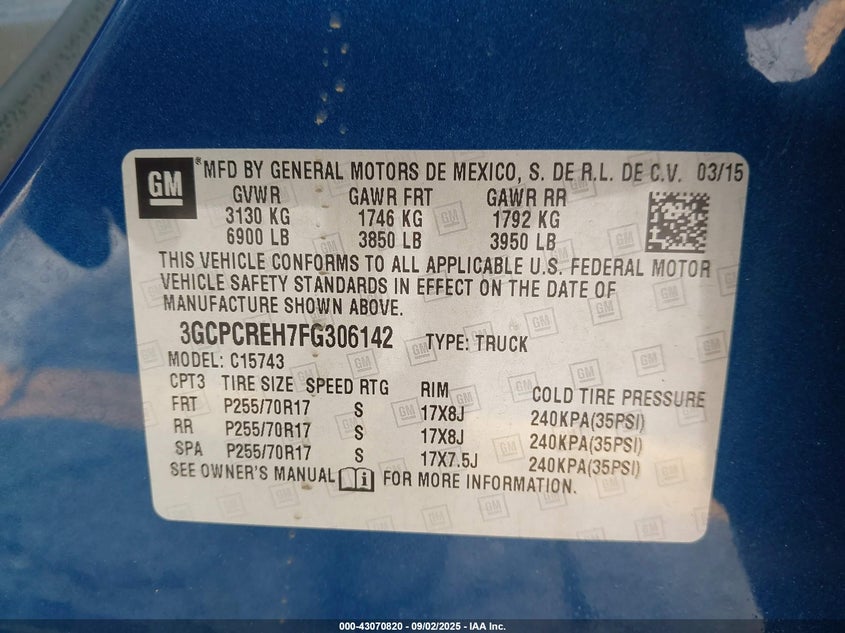 GM
®MFD BY GENERAL MOTORS DE MEXICO, S. DE R.L. DE C.V. 03/15
GVWR GAWR FRT GAWR RR
3130 KG 1746 KG 1792 KG
6900 LB 3850 LB 3950 LB
THIS VEHICLE CONFORMS TO ALL APPLICABLE U.S. FEDERAL MOTOR
VEHICLE SAFETY STANDARDS IN EFFECT ON THE DATE OF
MANUFACTURE SHOWN ABOVE.
3GCPCREH7FG306142 TYPE: TRUCK
MODEL: C15743
CPT3 TIRE SIZE SPEED RTG RIM COLD TIRE PRESSURE
FRT P255/70R17 S 17X8J 240KPA(35PSI)
RR P255/70R17 S 17X8J 240KPA(35PSI)
SPA P255/70R17 S 17X7.5J 240KPA(35PSI)
SEE OWNER'S MANUAL FOR MORE INFORMATION.
000-43070820 - 09/02/2025 - IAA Inc.